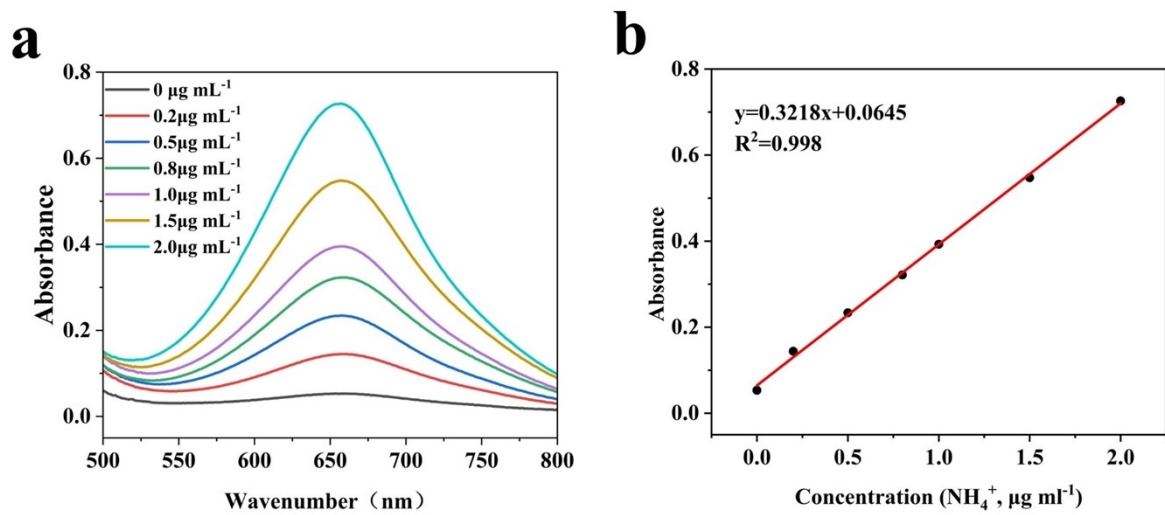 a
0.8
0.6
0.4
0.2
0.0
Absorbance
0 μg mL⁻¹
0.2μg mL⁻¹
0.5μg mL⁻¹
0.8μg mL⁻¹
1.0μg mL⁻¹
1.5μg mL⁻¹
2.0μg mL⁻¹
500 550 600 650 700 750 800
Wavenumber（nm）
b
0.8
0.6
0.4
0.2
0.0
Absorbance
y=0.3218x+0.0645
R²=0.998
0.0 0.5 1.0 1.5 2.0
Concentration (NH₄⁺, μg ml⁻¹)